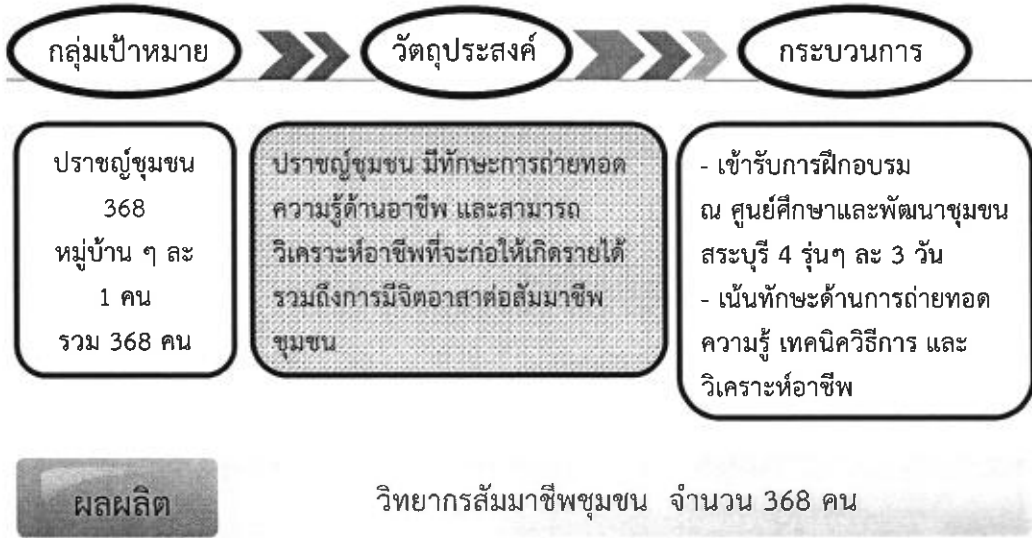 กลุ่มเป้าหมาย
วัตถุประสงค์
กระบวนการ
ปราชญ์ชุมชน
368
หมู่บ้าน ๆ ละ
1 คน
รวม 368 คน
ปราชญ์ชุมชน มีทักษะการถ่ายทอด
ความรู้ด้านอาชีพ และสามารถ
วิเคราะห์อาชีพที่จะก่อให้เกิดรายได้
รวมถึงการมีจิตอาสาต่อสัมมาชีพ
ชุมชน
- เข้ารับการฝึกอบรม
ณ ศูนย์ศึกษาและพัฒนาชุมชน
สระบุรี 4 รุ่นๆ ละ 3 วัน
- เน้นทักษะด้านการถ่ายทอด
ความรู้ เทคนิควิธีการ และ
วิเคราะห์อาชีพ
ผลผลิต
วิทยากรสัมมาชีพชุมชน จำนวน 368 คน